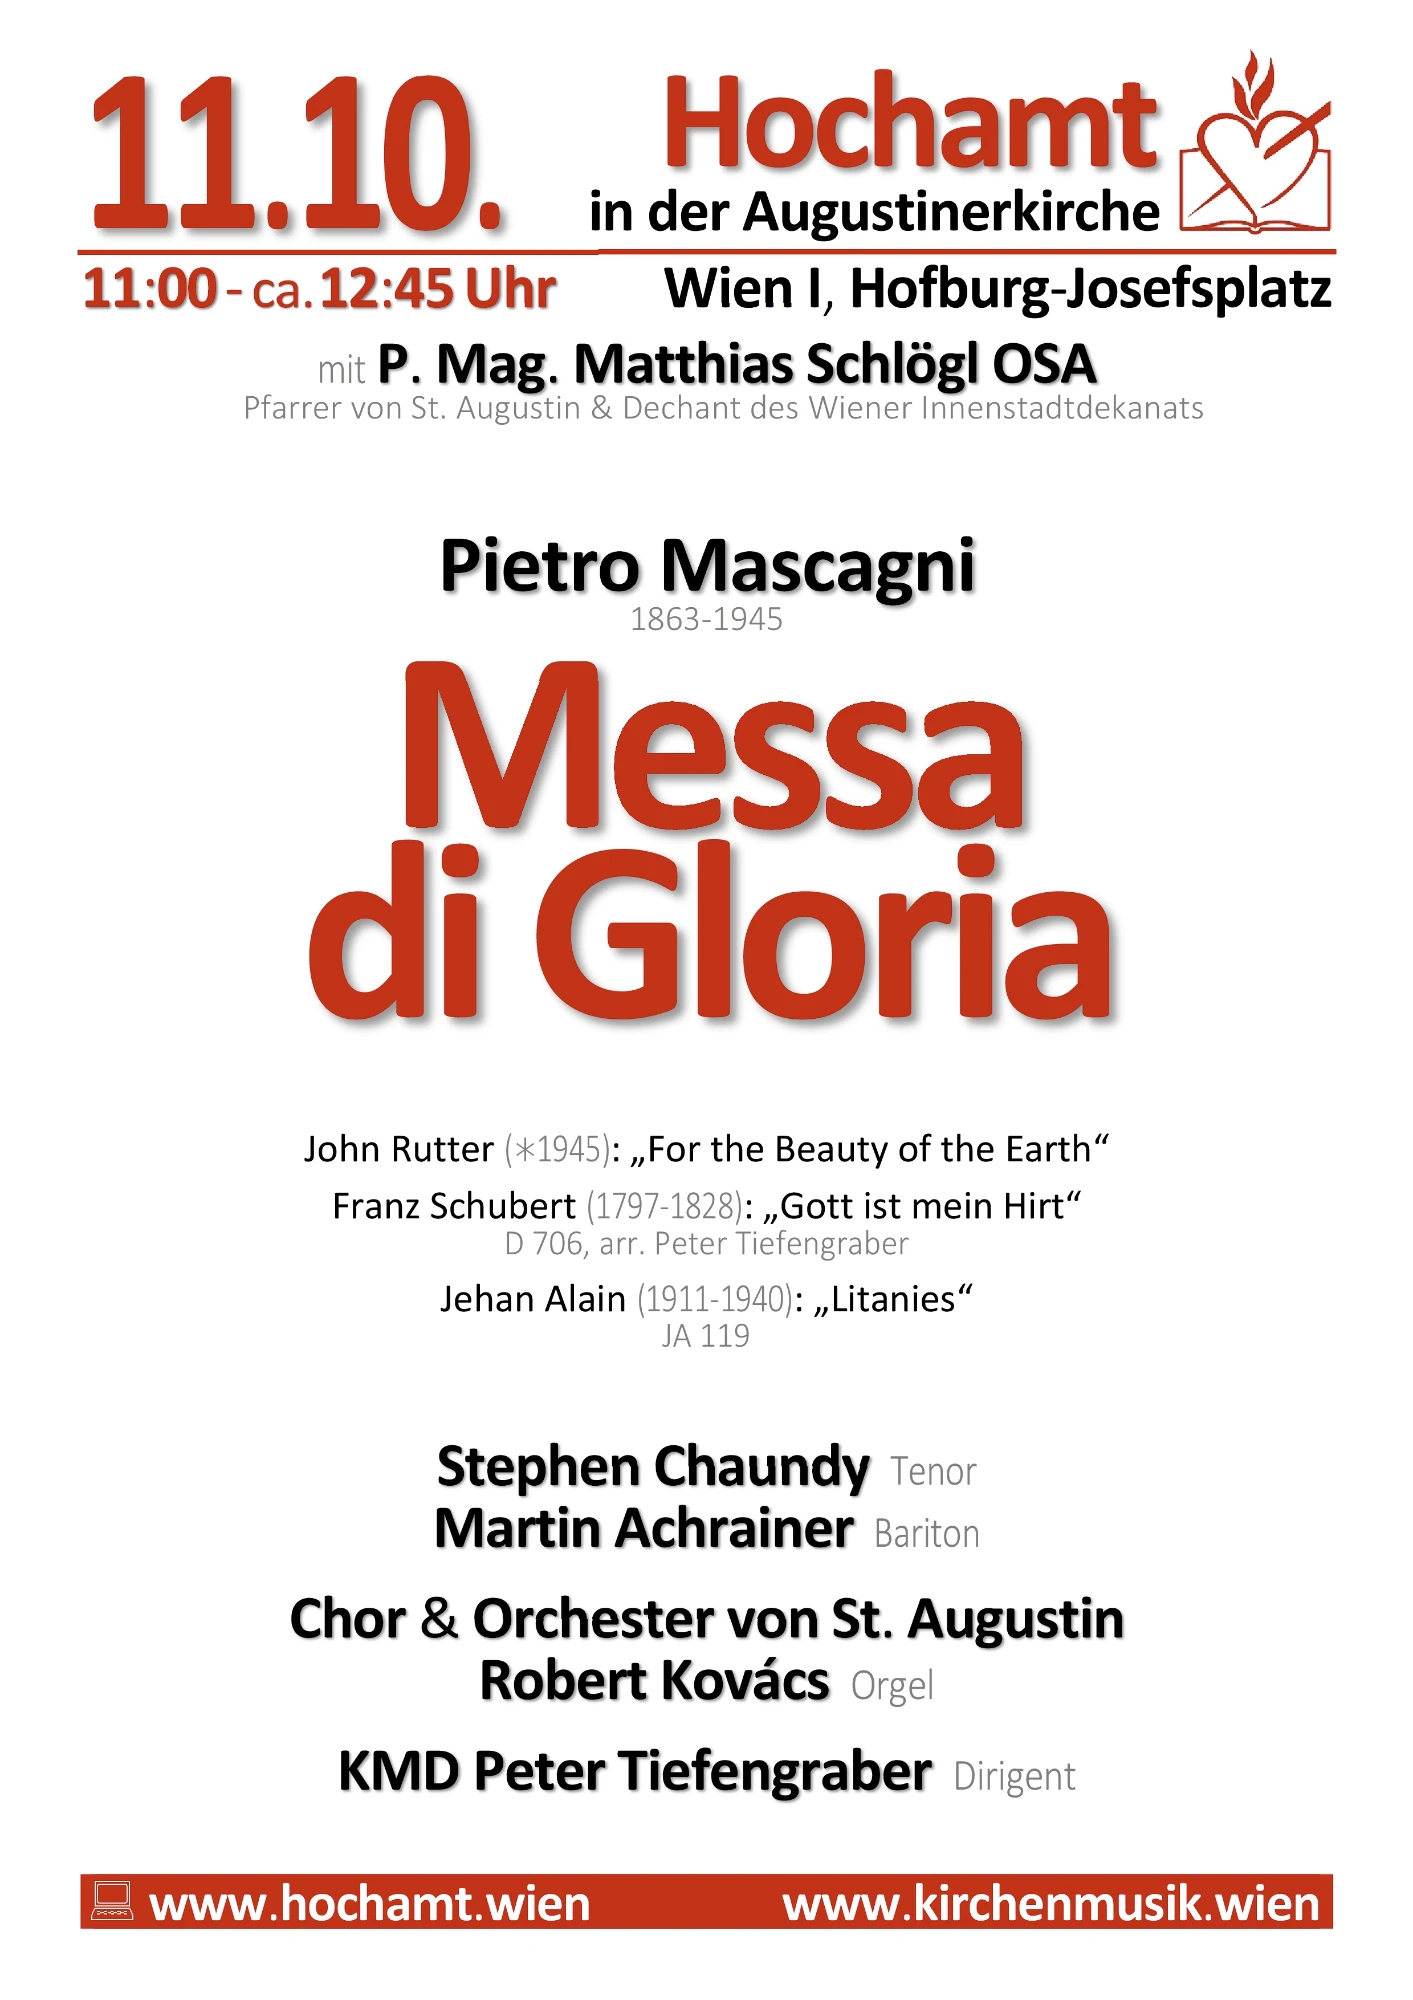 11.10.
Hochamt
in der Augustinerkirche
11:00 - ca. 12:45 Uhr
Wien I, Hofburg-Josefsplatz
mit P. Mag. Matthias Schlögl OSA
Pfarrer von St. Augustin & Dechant des Wiener Innenstadtdekanats
Pietro Mascagni
1863-1945
Messa
di Gloria
John Rutter (*1945): „For the Beauty of the Earth“
Franz Schubert (1797-1828): „Gott ist mein Hirt“
D 706, arr. Peter Tiefengraber
Jehan Alain (1911-1940): „Litanies“
JA 119
Stephen Chaundy Tenor
Martin Achrainer Bariton
Chor & Orchester von St. Augustin
Robert Kovács Orgel
KMD Peter Tiefengraber Dirigent
www.hochamt.wien
www.kirchenmusik.wien